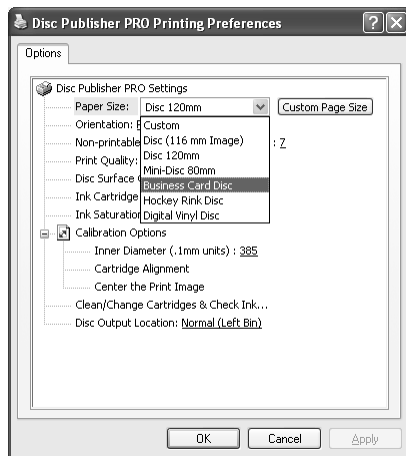 Disc Publisher PRO Printing Preferences
Options
Disc Publisher PRO Settings
Paper Size: Disc 120mm Custom Page Size
Orientation:
Custom
Non-printable : 7
Disc (116 mm Image)
Disc 120mm
Print Quality:
Mini-Disc 80mm
Disc Surface
Business Card Disc
Ink Cartridge
Hockey Rink Disc
Ink Saturation
Digital Vinyl Disc
Calibration Options
Inner Diameter (.1mm units) : 385
Cartridge Alignment
Center the Print Image
Clean/Change Cartridges & Check Ink...
Disc Output Location: Normal (Left Bin)
OK Cancel Apply